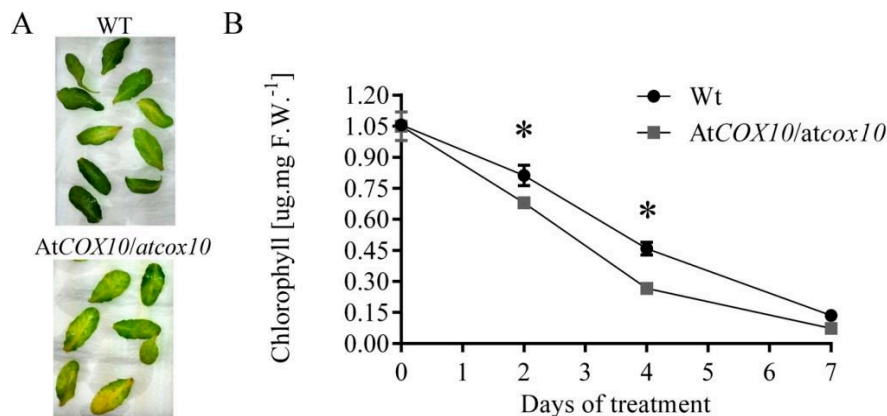 A
WT
AtCOX10/atcox10
B
Chlorophyll [ug.mg F.W.-1]
1.20
1.05
0.90
0.75
0.60
0.45
0.30
0.15
0.00
*
*
Wt
AtCOX10/atcox10
0 1 2 3 4 5 6 7
Days of treatment